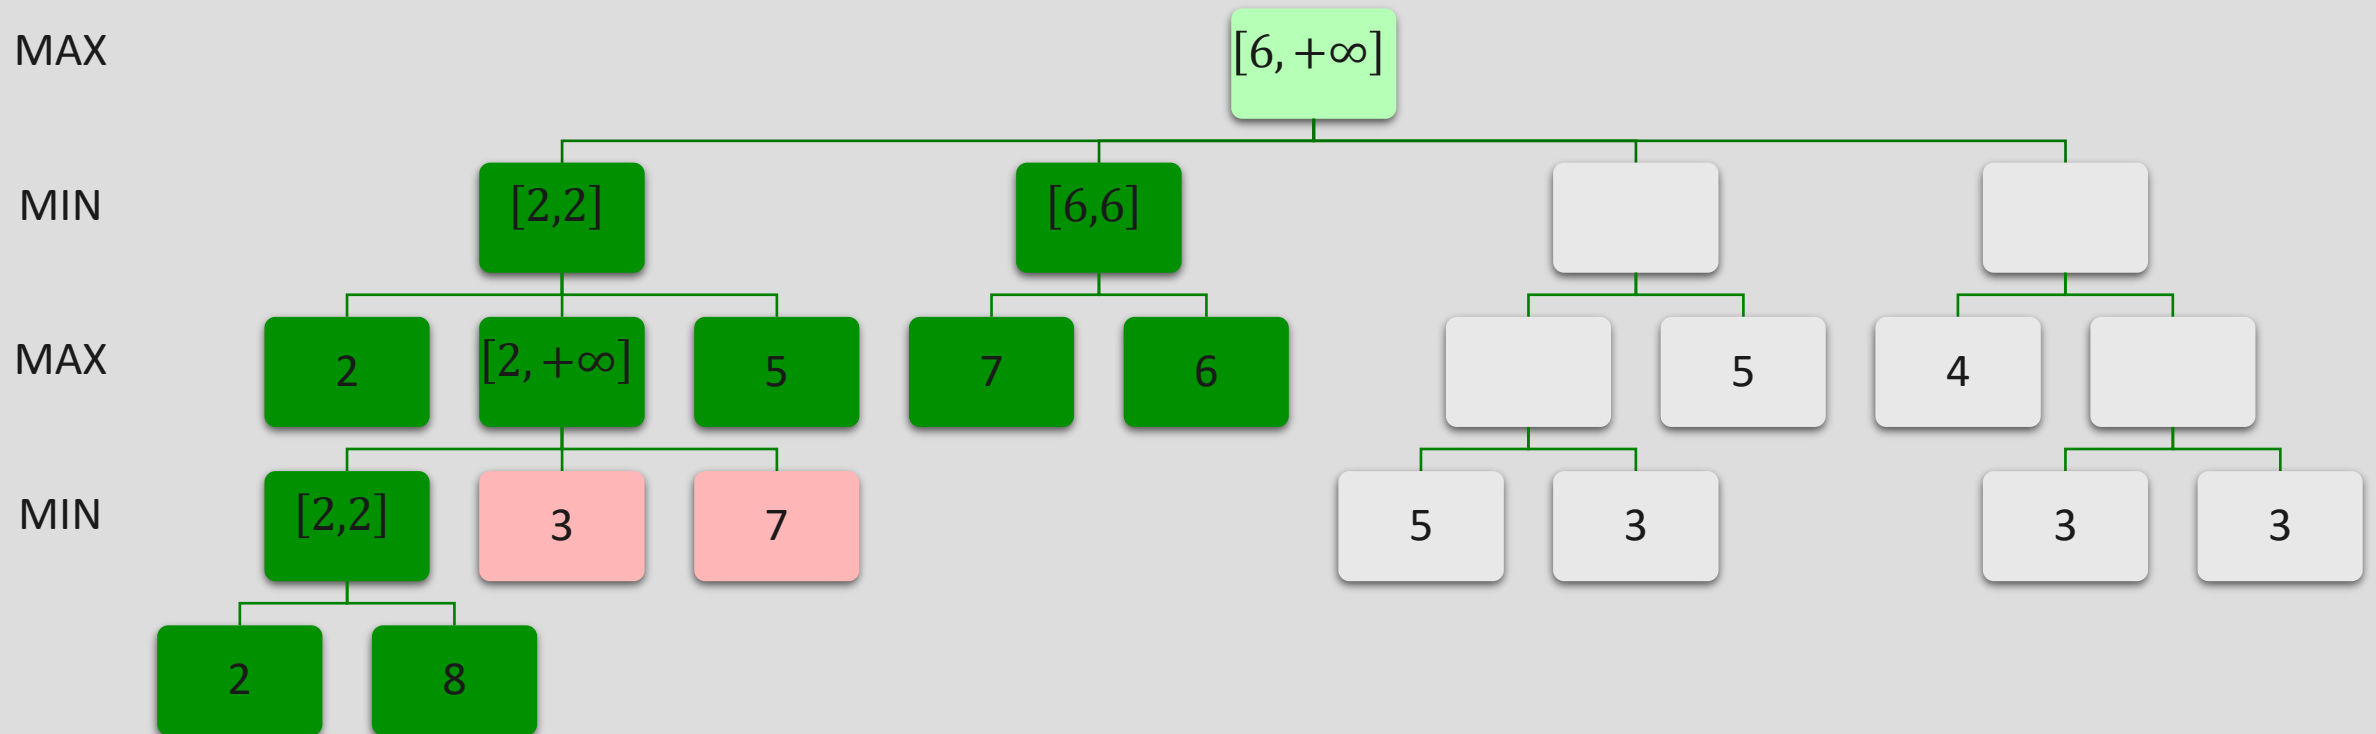 MAX [6, +∞]
MIN [2,2] [6,6]
MAX 2 [2, +∞] 5 7 6 5 4
MIN [2,2] 3 7 5 3 3 3
2 8